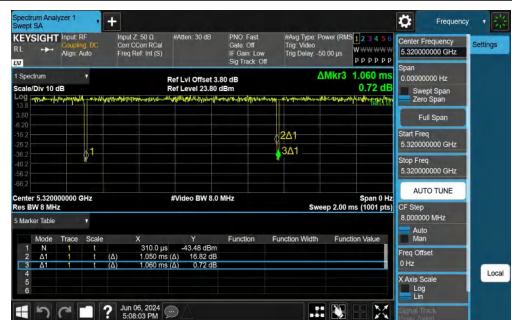 Spectrum Analyzer 1
Swept SA
+
Frequency
KEYSIGHT
Input: RF
Coupling: DC
Align: Auto
Input Z: 50 Ω
Corr CCorr RCal
Freq Ref: Int (S)
#Atten: 30 dB
PNO: Fast
Gate: Off
IF Gain: Low
Sig Track: Off
#Avg Type: Power (RMS
Trig: Video
Trig Delay: -50.00 µs
1 2 3 4 5 6
W W W W W W
P P P P P P
RL
LXI
Center Frequency
5.320000000 GHz
Settings
Span
0.00000000 Hz
Swept Span
Zero Span
Full Span
Start Freq
5.320000000 GHz
Stop Freq
5.320000000 GHz
AUTO TUNE
CF Step
8.000000 MHz
Auto
Man
Freq Offset
0 Hz
X Axis Scale
Log
Lin
Signal Track
Local
1 Spectrum
Scale/Div 10 dB
Log
Ref Lvl Offset 3.80 dB
Ref Level 23.80 dBm
ΔMkr3 1.060 ms
0.72 dB
13.8
3.80
-6.20
-16.2
-26.2
-36.2
-46.2
-56.2
-66.2
1
2Δ1
3Δ1
Center 5.320000000 GHz
Res BW 8 MHz
#Video BW 8.0 MHz
Span 0 Hz
Sweep 2.00 ms (1001 pts)
5 Marker Table
Mode Trace Scale X Y Function Function Width Function Value
1 N 1 t 310.0 µs -43.48 dBm
2 Δ1 1 t (Δ) 1.050 ms (Δ) 16.82 dB
3 Δ1 1 t (Δ) 1.060 ms (Δ) 0.72 dB
4
5
6
?
Jun 06, 2024
5:08:03 PM